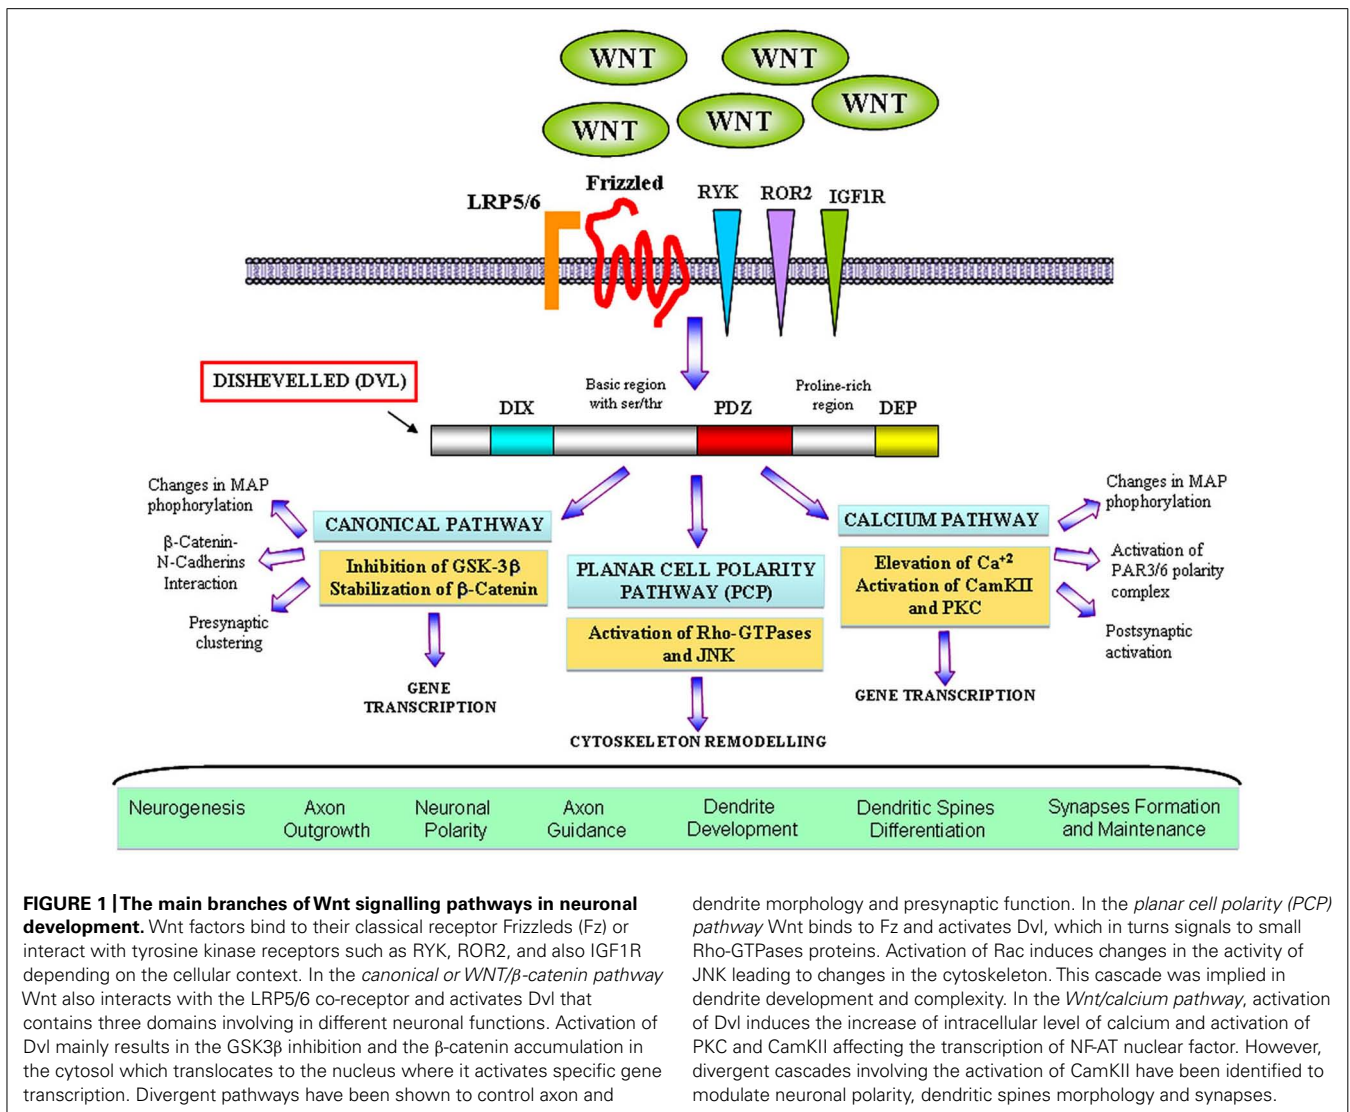 WNT
WNT
WNT
WNT
WNT
Frizzled
LRP5/6
RYK
ROR2
IGF1R
DISHEVELLED (DVL)
Basic region
with ser/thr
Proline-rich
region
DIX
PDZ
DEP
Changes in MAP
phophorylation
β-Catenin-
N-Cadherins
Interaction
Presynaptic
clustering
CANONICAL PATHWAY
Inhibition of GSK-3β
Stabilization of β-Catenin
GENE
TRANSCRIPTION
PLANAR CELL POLARITY
PATHWAY (PCP)
Activation of Rho-GTPases
and JNK
CYTOSKELETON REMODELLING
CALCIUM PATHWAY
Elevation of Ca⁺²
Activation of CamKII
and PKC
GENE TRANSCRIPTION
Changes in MAP
phophorylation
Activation of
PAR3/6 polarity
complex
Postsynaptic
activation
Neurogenesis
Axon
Outgrowth
Neuronal
Polarity
Axon
Guidance
Dendrite
Development
Dendritic Spines
Differentiation
Synapses Formation
and Maintenance
FIGURE 1 | The main branches of Wnt signalling pathways in neuronal
development. Wnt factors bind to their classical receptor Frizzleds (Fz) or
interact with tyrosine kinase receptors such as RYK, ROR2, and also IGF1R
depending on the cellular context. In the canonical or WNT/β-catenin pathway
Wnt also interacts with the LRP5/6 co-receptor and activates Dvl that
contains three domains involving in different neuronal functions. Activation of
Dvl mainly results in the GSK3β inhibition and the β-catenin accumulation in
the cytosol which translocates to the nucleus where it activates specific gene
transcription. Divergent pathways have been shown to control axon and
dendrite morphology and presynaptic function. In the planar cell polarity (PCP)
pathway Wnt binds to Fz and activates Dvl, which in turns signals to small
Rho-GTPases proteins. Activation of Rac induces changes in the activity of
JNK leading to changes in the cytoskeleton. This cascade was implied in
dendrite development and complexity. In the Wnt/calcium pathway, activation
of Dvl induces the increase of intracellular level of calcium and activation of
PKC and CamKII affecting the transcription of NF-AT nuclear factor. However,
divergent cascades involving the activation of CamKII have been identified to
modulate neuronal polarity, dendritic spines morphology and synapses.